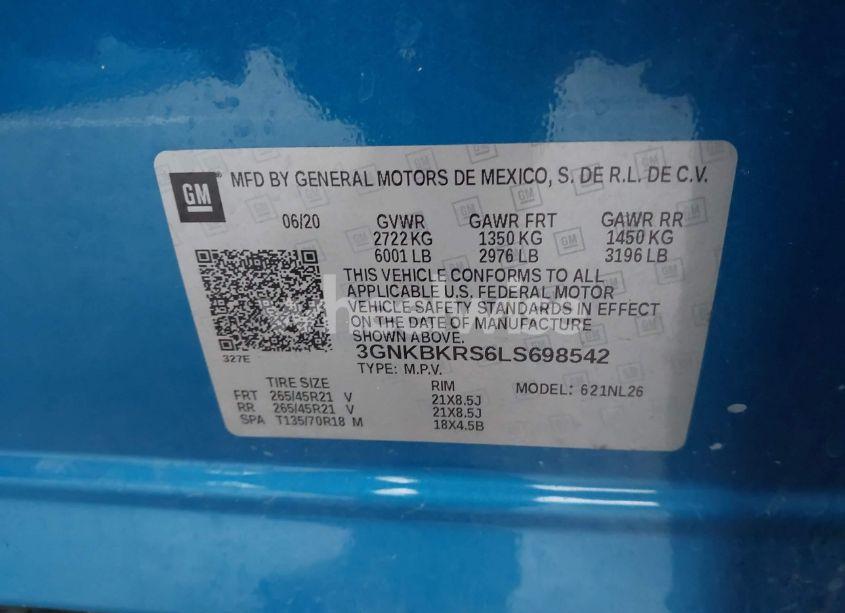 GM MFD BY GENERAL MOTORS DE MEXICO, S. DE R.L. DE C.V.
06/20 GVWR GAWR FRT GAWR RR
2722 KG 1350 KG 1450 KG
6001 LB 2976 LB 3196 LB
THIS VEHICLE CONFORMS TO ALL
APPLICABLE U.S. FEDERAL MOTOR
VEHICLE SAFETY STANDARDS IN EFFECT
ON THE DATE OF MANUFACTURE
SHOWN ABOVE.
327E 3GNKBKRS6LS698542
TYPE: M.P.V.
TIRE SIZE RIM MODEL: 621NL26
FRT 265/45R21 V 21X8.5J
RR 265/45R21 V 21X8.5J
SPA T135/70R18 M 18X4.5B